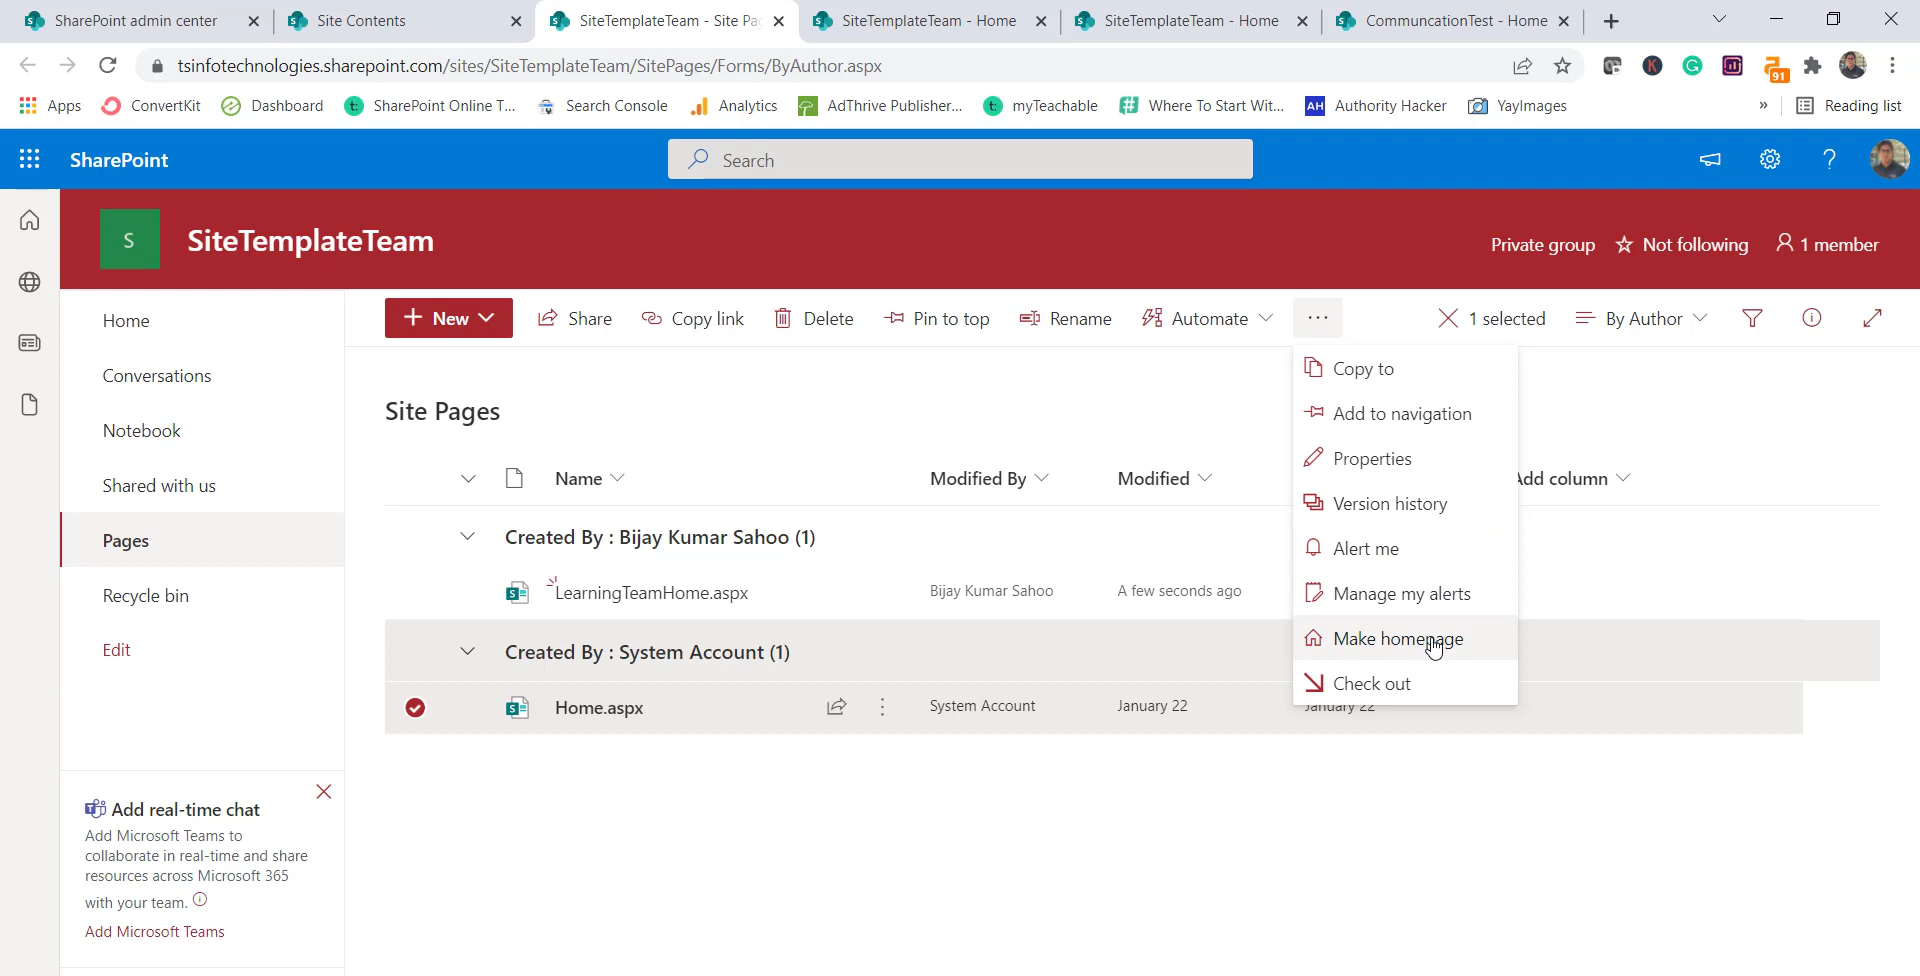 SharePoint admin center
Site Contents
SiteTemplateTeam - Site Pa
SiteTemplateTeam - Home
SiteTemplateTeam - Home
CommuncationTest - Home
tsinfotechnologies.sharepoint.com/sites/SiteTemplateTeam/SitePages/Forms/ByAuthor.aspx
91
Apps
ConvertKit
Dashboard
SharePoint Online T...
Search Console
Analytics
AdThrive Publisher...
myTeachable
Where To Start Wit...
AH Authority Hacker
YayImages
»
Reading list
SharePoint
Search
?
S
SiteTemplateTeam
Private group
Not following
1 member
Home
Conversations
Notebook
Shared with us
Pages
Recycle bin
Edit
+ New
Share
Copy link
Delete
Pin to top
Rename
Automate
...
1 selected
By Author
Copy to
Add to navigation
Properties
Version history
Alert me
Manage my alerts
Make homepage
Check out
Site Pages
Name
Modified By
Modified
Add column
Created By : Bijay Kumar Sahoo (1)
LearningTeamHome.aspx
Bijay Kumar Sahoo
A few seconds ago
Created By : System Account (1)
Home.aspx
System Account
January 22
January 22
Add real-time chat
Add Microsoft Teams to
collaborate in real-time and share
resources across Microsoft 365
with your team.
Add Microsoft Teams